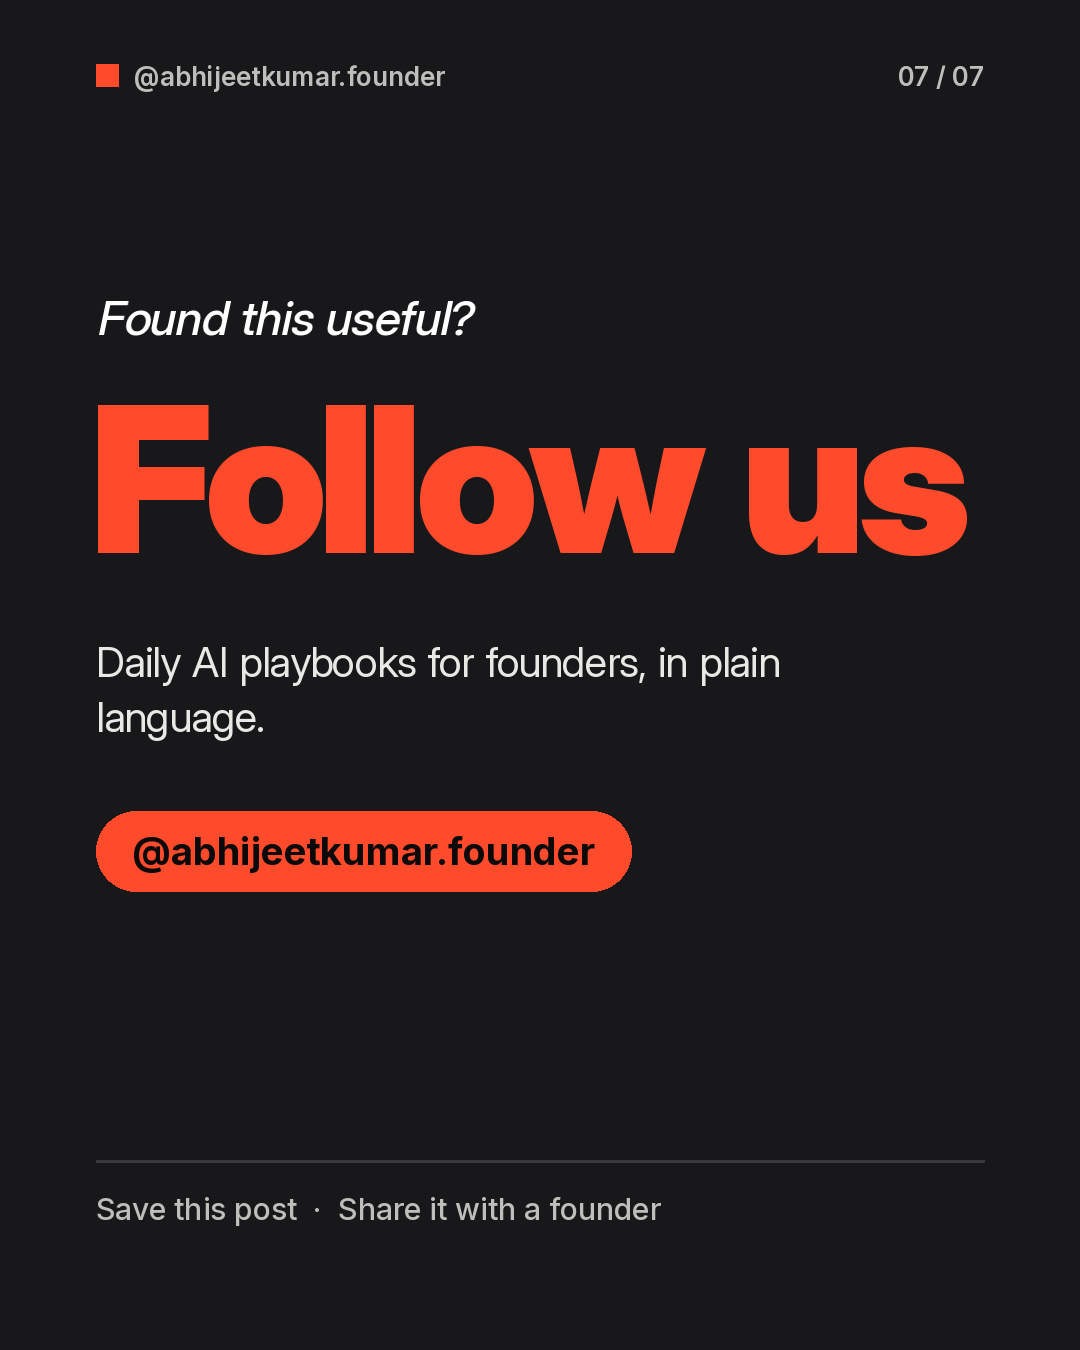 @abhijeetkumar.founder
07 / 07
Found this useful?
Follow us
Daily AI playbooks for founders, in plain
language.
@abhijeetkumar.founder
Save this post · Share it with a founder